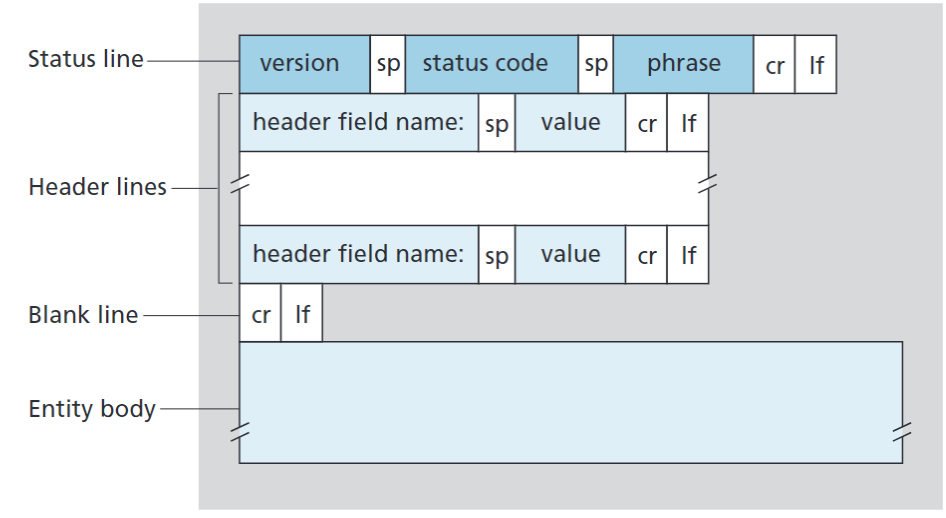 Status line
version sp status code sp phrase cr lf
header field name: sp value cr lf
Header lines
header field name: sp value cr lf
Blank line
cr lf
Entity body